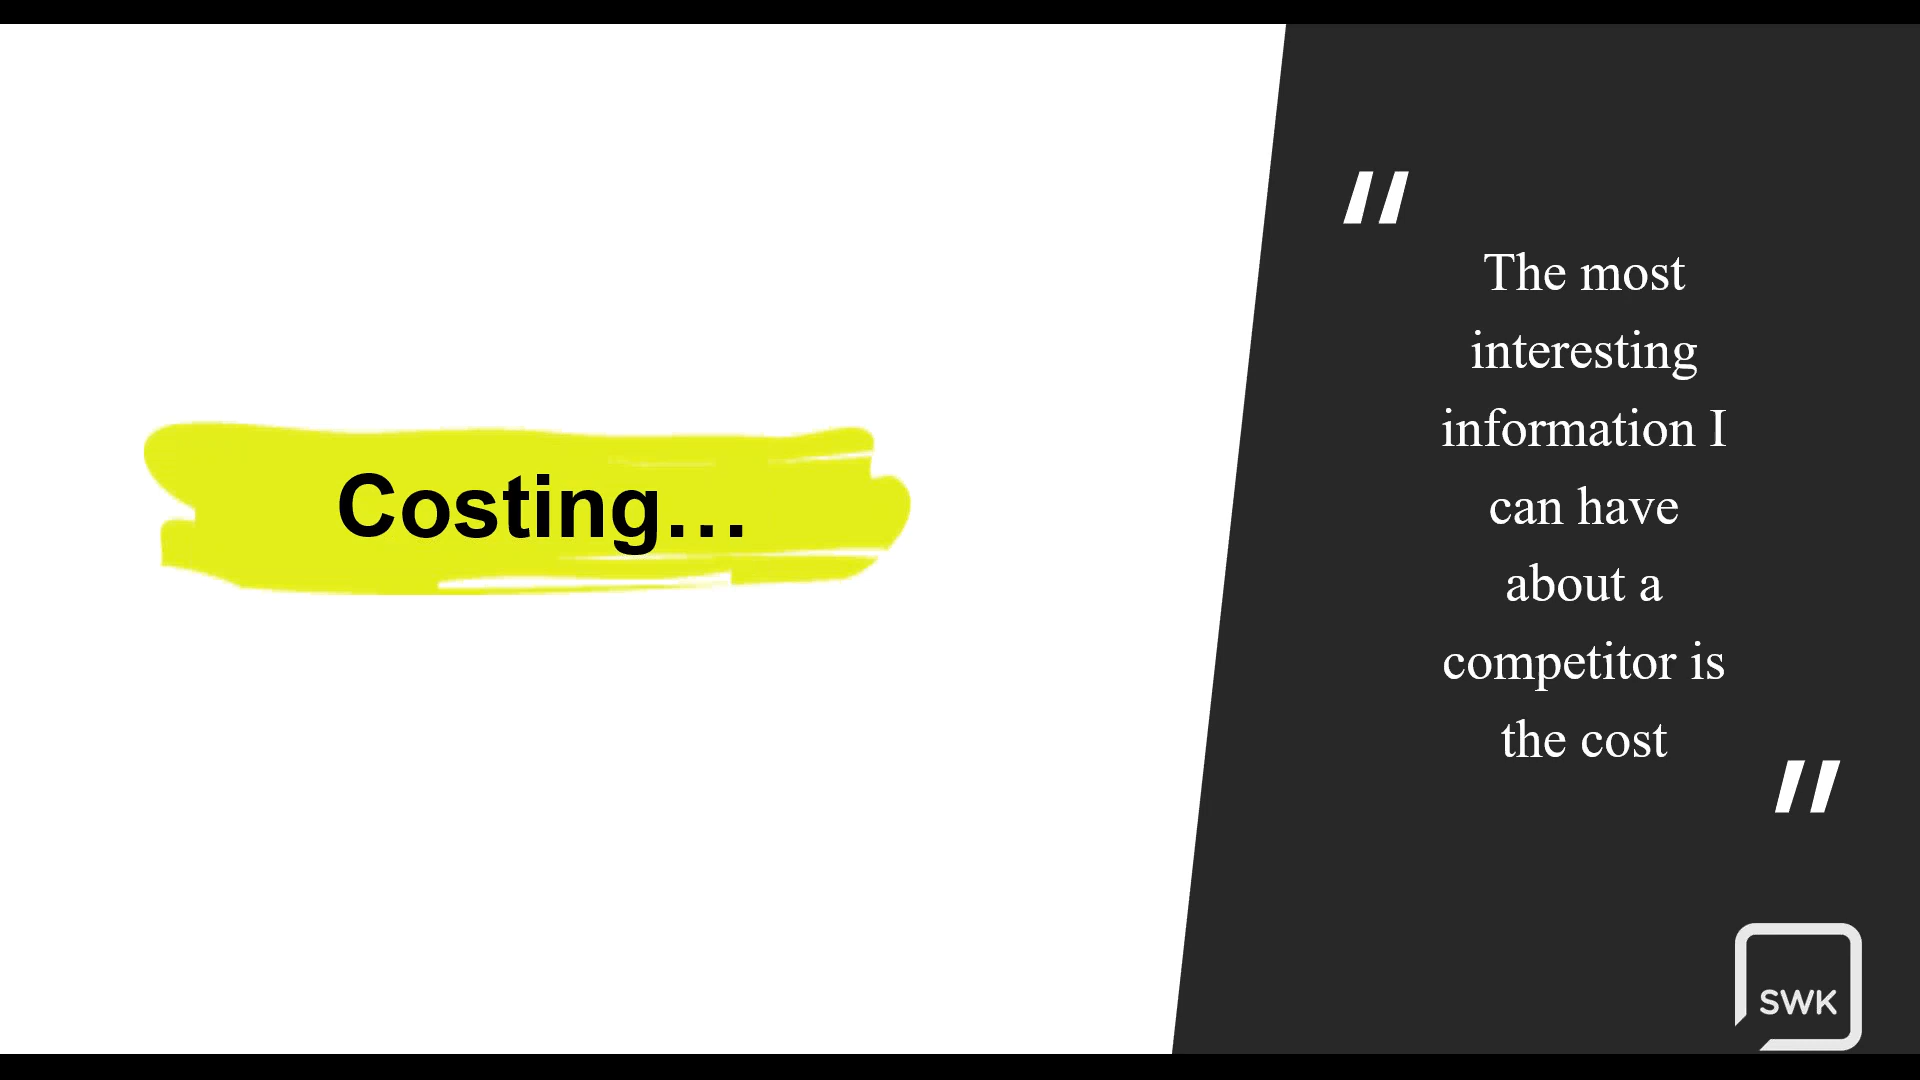 Costing…
"
The most
interesting
information I
can have
about a
competitor is
the cost
"
SWK